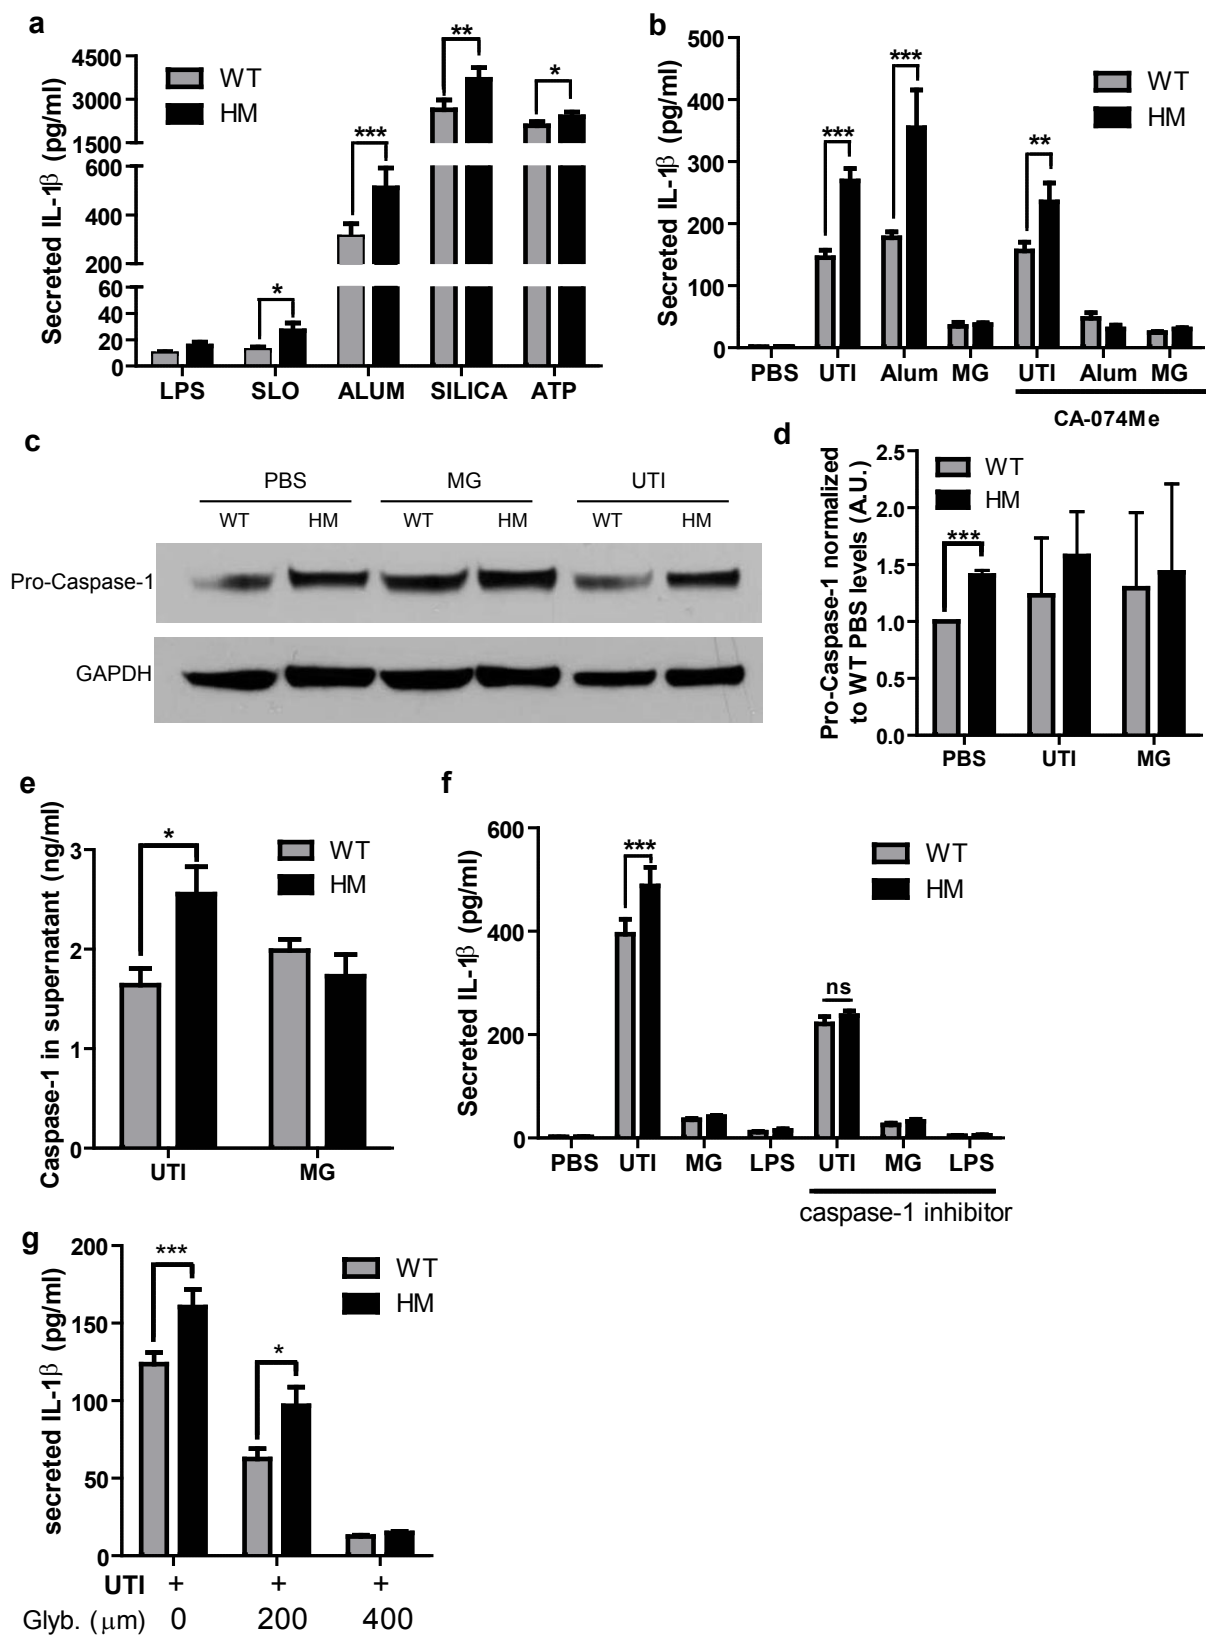 a
Secreted IL-1β (pg/ml)
4500
3000
1500
600
400
200
60
40
20
0
WT
HM
*
***
**
*
LPS SLO ALUM SILICA ATP
b
Secreted IL-1β (pg/ml)
500
400
300
200
100
0
WT
HM
***
***
**
PBS UTI Alum MG UTI Alum MG
CA-074Me
c
PBS MG UTI
WT HM WT HM WT HM
Pro-Caspase-1
GAPDH
d
Pro-Caspase-1 normalized
to WT PBS levels (A.U.)
2.5
2.0
1.5
1.0
0.5
0.0
WT
HM
***
PBS UTI MG
e
Caspase-1 in supernatant (ng/ml)
3
2
1
0
*
WT
HM
UTI MG
f
Secreted IL-1β (pg/ml)
600
400
200
0
***
ns
WT
HM
PBS UTI MG LPS UTI MG LPS
caspase-1 inhibitor
g
secreted IL-1β (pg/ml)
200
150
100
50
0
***
*
WT
HM
UTI + + +
Glyb. (μm) 0 200 400